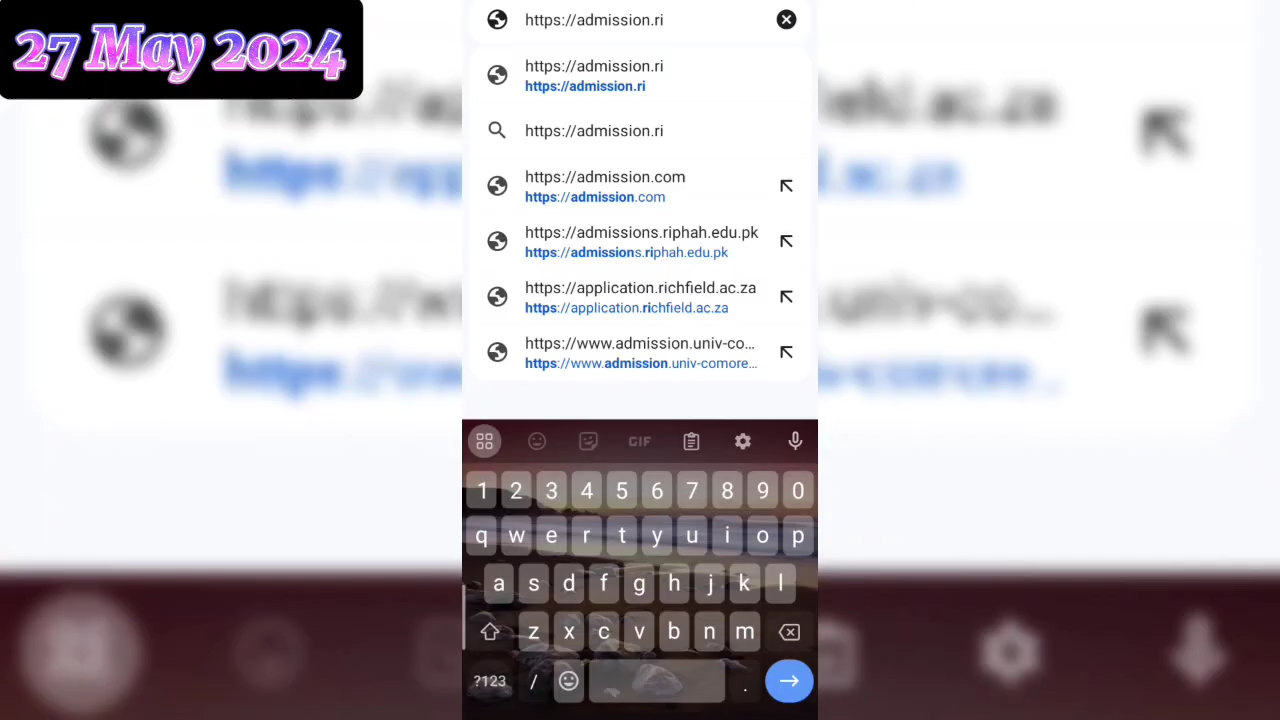 27 May 2024
https://admission.ri
https://admission.ri
https://admission.ri
https://admission.ri
https://admission.com
https://admission.com
https://admissions.riphah.edu.pk
https://admissions.riphah.edu.pk
https://application.richfield.ac.za
https://application.richfield.ac.za
https://www.admission.univ-co...
https://www.admission.univ-comore...
GIF
1 2 3 4 5 6 7 8 9 0
q w e r t y u i o p
a s d f g h j k l
z x c v b n m
?123 / .